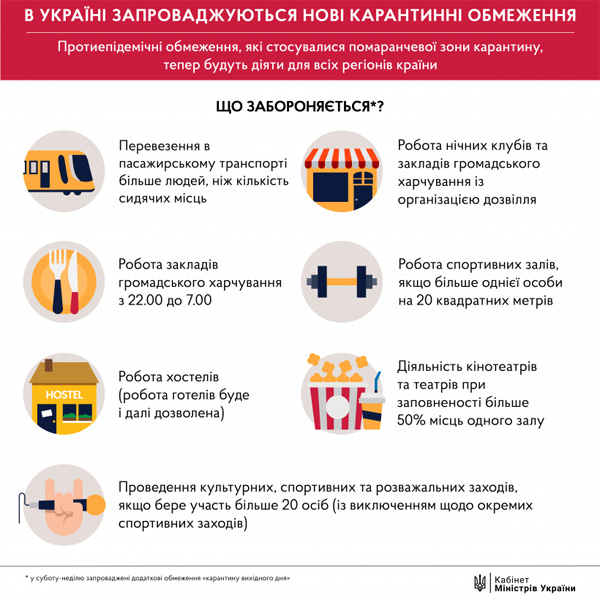 В УКРАЇНІ ЗАПРОВАДЖУЮТЬСЯ НОВІ КАРАНТИННІ ОБМЕЖЕННЯ
Протиепідемічні обмеження, які стосувалися помаранчевої зони карантину,
тепер будуть діяти для всіх регіонів країни
ЩО ЗАБОРОНЯЄТЬСЯ*?
Перевезення в
пасажирському транспорті
більше людей, ніж кількість
сидячих місць
Робота нічних клубів та
закладів громадського
харчування із
організацією дозвілля
Робота закладів
громадського харчування
з 22.00 до 7.00
Робота спортивних залів,
якщо більше однієї особи
на 20 квадратних метрів
HOSTEL
Робота хостелів
(робота готелів буде
і далі дозволена)
Діяльність кінотеатрів
та театрів при
заповненості більше
50% місць одного залу
Проведення культурних, спортивних та розважальних заходів,
якщо бере участь більше 20 осіб (із виключенням щодо окремих
спортивних заходів)
* у суботу-неділю запроваджені додаткові обмеження «карантину вихідного дня»
Кабінет
Міністрів України